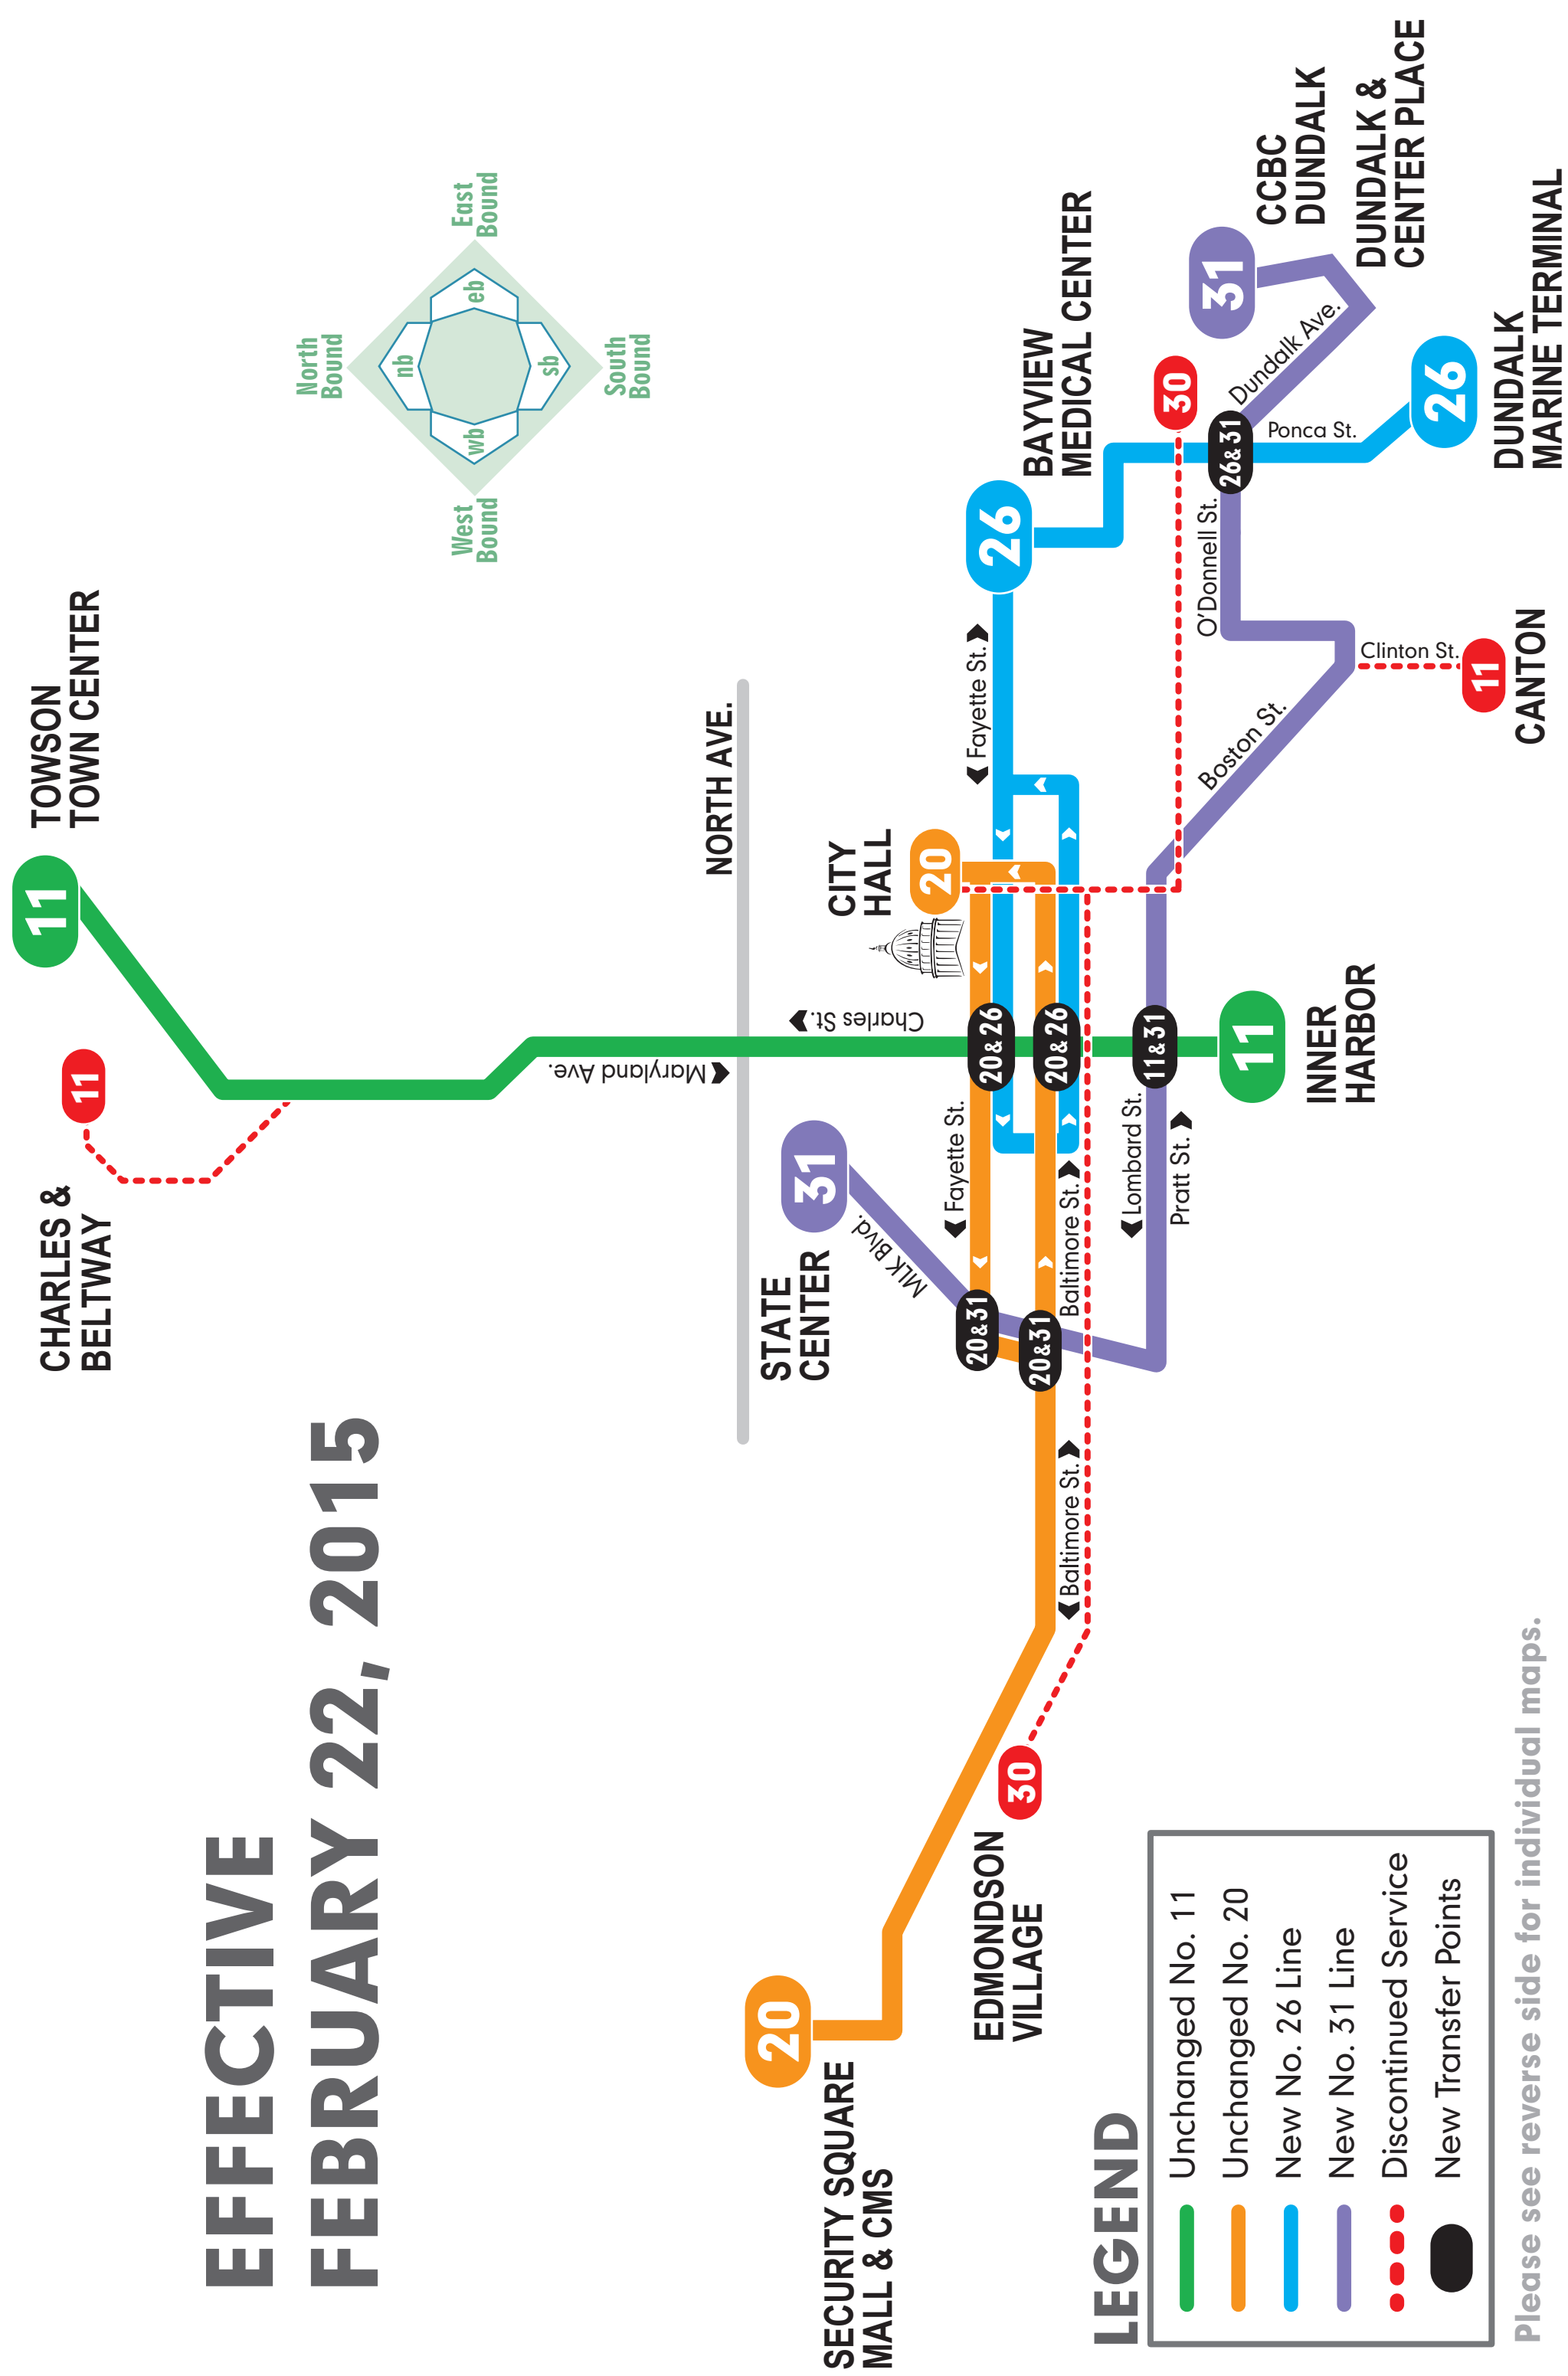 EFFECTIVE
FEBRUARY 22, 2015
CHARLES &
BELTWAY
11
11
TOWSON
TOWN CENTER
North
Bound
West
Bound
East
Bound
South
Bound
nb
wb
eb
sb
Maryland Ave.
Charles St.
NORTH AVE.
STATE
CENTER
31
MLK Blvd.
CITY
HALL
20
SECURITY SQUARE
MALL & CMS
20
EDMONDSON
VILLAGE
30
Baltimore St.
20&31
20&31
Fayette St.
Baltimore St.
20&26
20&26
Fayette St.
26
BAYVIEW
MEDICAL CENTER
Lombard St.
Pratt St.
11&31
11
INNER
HARBOR
Boston St.
Clinton St.
11
CANTON
O'Donnell St.
30
26&31
Dundalk Ave.
Ponca St.
31
CCBC
DUNDALK
DUNDALK &
CENTER PLACE
26
DUNDALK
MARINE TERMINAL
LEGEND
Unchanged No. 11
Unchanged No. 20
New No. 26 Line
New No. 31 Line
Discontinued Service
New Transfer Points
Please see reverse side for individual maps.